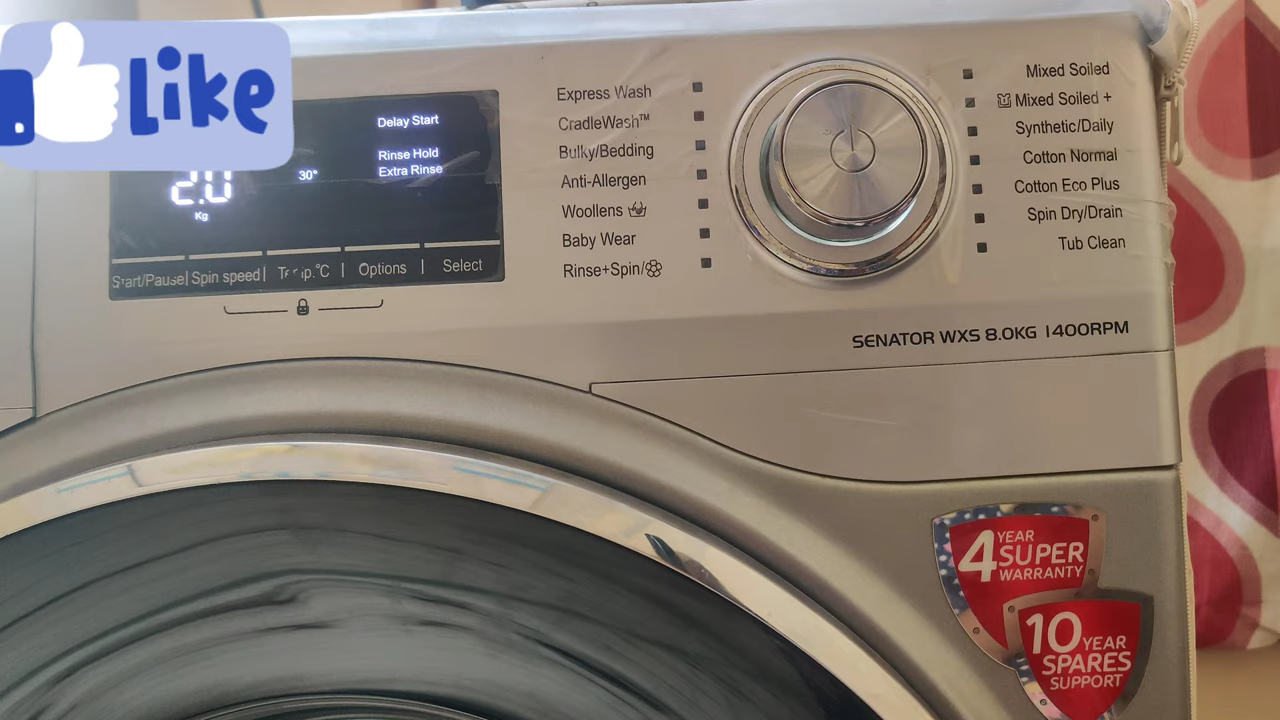 Like
Delay Start
Rinse Hold
Extra Rinse
2.0
Kg
30°
Start/Pause| Spin speed| Temp.°C | Options | Select
Express Wash
CradleWash™
Bulky/Bedding
Anti-Allergen
Woollens
Baby Wear
Rinse+Spin/
Mixed Soiled
Mixed Soiled +
Synthetic/Daily
Cotton Normal
Cotton Eco Plus
Spin Dry/Drain
Tub Clean
SENATOR WXS 8.0KG 1400RPM
4 YEAR
SUPER
WARRANTY
10 YEAR
SPARES
SUPPORT